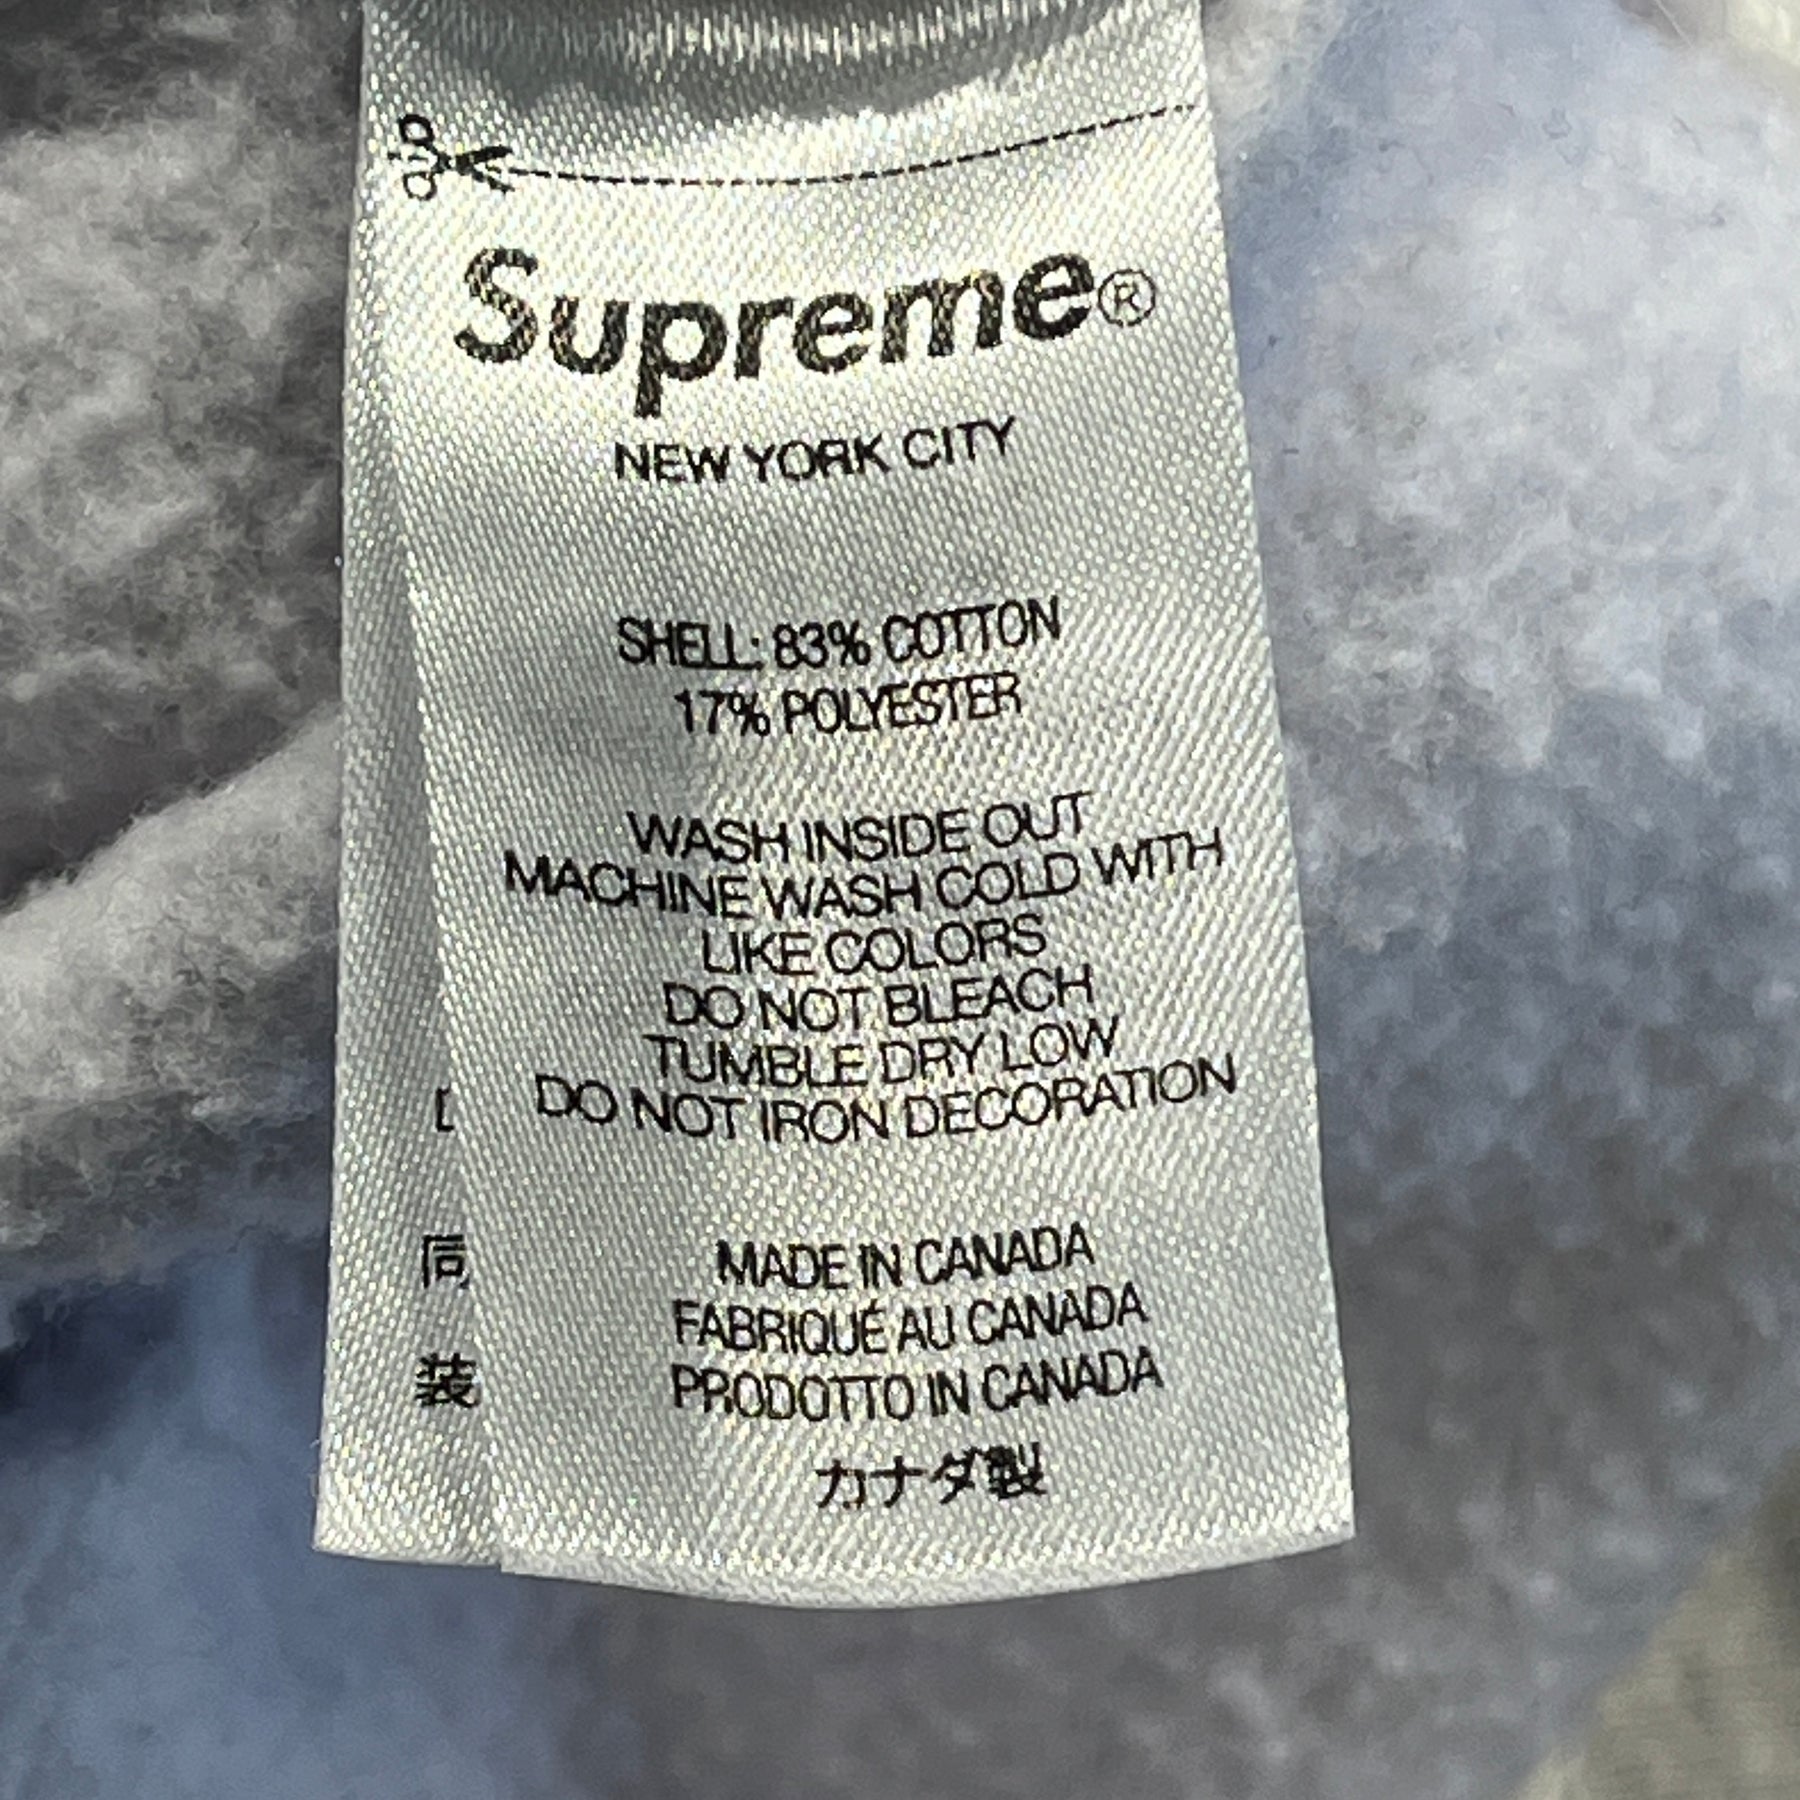 Supreme®
NEW YORK CITY
SHELL: 83% COTTON
17% POLYESTER
WASH INSIDE OUT
MACHINE WASH COLD WITH
LIKE COLORS
DO NOT BLEACH
TUMBLE DRY LOW
DO NOT IRON DECORATION
MADE IN CANADA
FABRIQUÉ AU CANADA
PRODOTTO IN CANADA
カナダ製
同
装